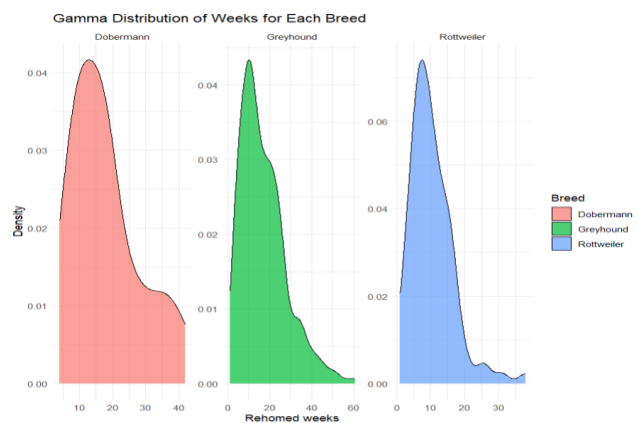 Gamma Distribution of Weeks for Each Breed
Dobermann
Greyhound
Rottweiler
Density
0.04
0.03
0.02
0.01
0.00
10
20
30
40
0.04
0.03
0.02
0.01
0.00
0
20
40
60
0.06
0.04
0.02
0.00
0
10
20
30
Rehomed weeks
Breed
Dobermann
Greyhound
Rottweiler